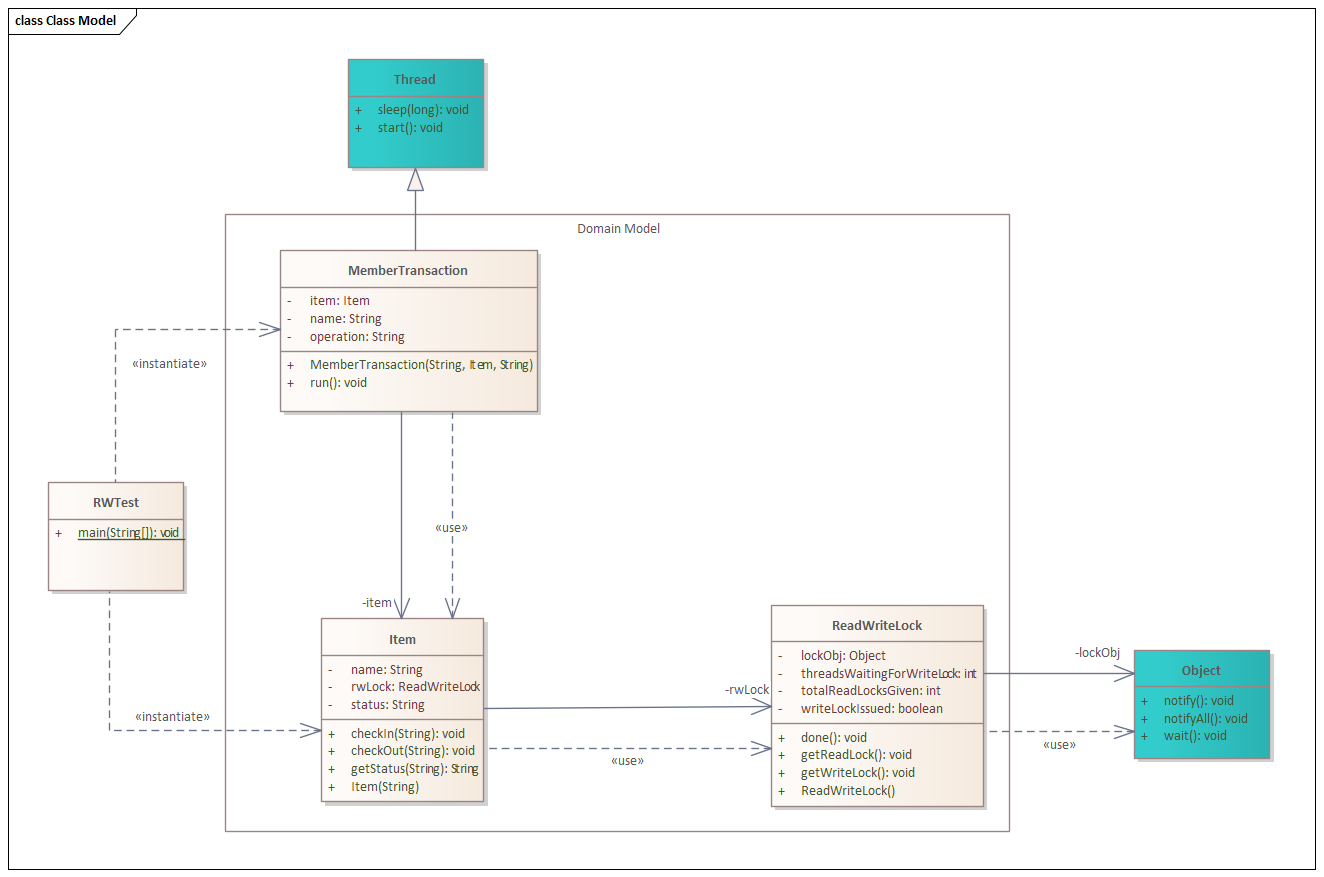 class Class Model
Thread
+ sleep(long): void
+ start(): void
Domain Model
MemberTransaction
- item: Item
- name: String
- operation: String
+ MemberTransaction(String, Item, String)
+ run(): void
«instantiate»
RWTest
+ main(String[]): void
«use»
-item
Item
- name: String
- rwLock: ReadWriteLock
- status: String
+ checkIn(String): void
+ checkOut(String): void
+ getStatus(String): String
+ Item(String)
«instantiate»
-rwLock
«use»
ReadWriteLock
- lockObj: Object
- threadsWaitingForWriteLock: int
- totalReadLocksGiven: int
- writeLockIssued: boolean
+ done(): void
+ getReadLock(): void
+ getWriteLock(): void
+ ReadWriteLock()
-lockObj
«use»
Object
+ notify(): void
+ notifyAll(): void
+ wait(): void